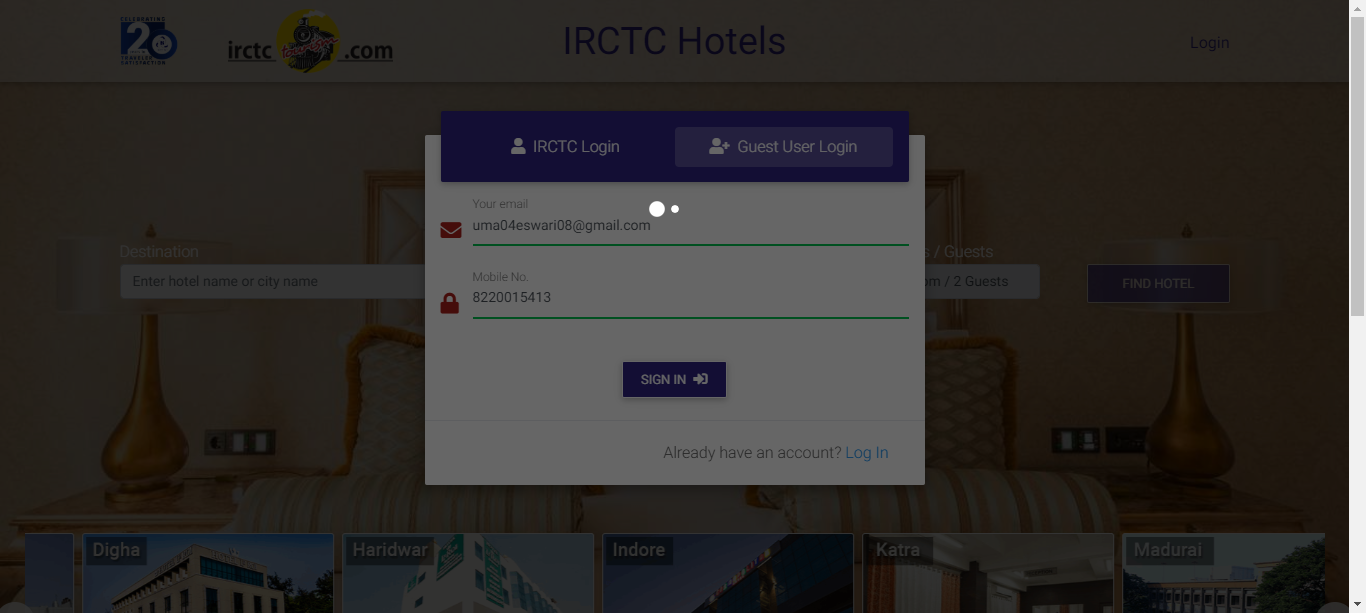 CELEBRATING
20
SATISFACTION
irctc tourism .com
IRCTC Hotels
Login
IRCTC Login
Guest User Login
Your email
uma04eswari08@gmail.com
Destination
s / Guests
Enter hotel name or city name
om / 2 Guests
FIND HOTEL
Mobile No.
8220015413
SIGN IN
Already have an account? Log In
Digha
Haridwar
Indore
Katra
Madurai